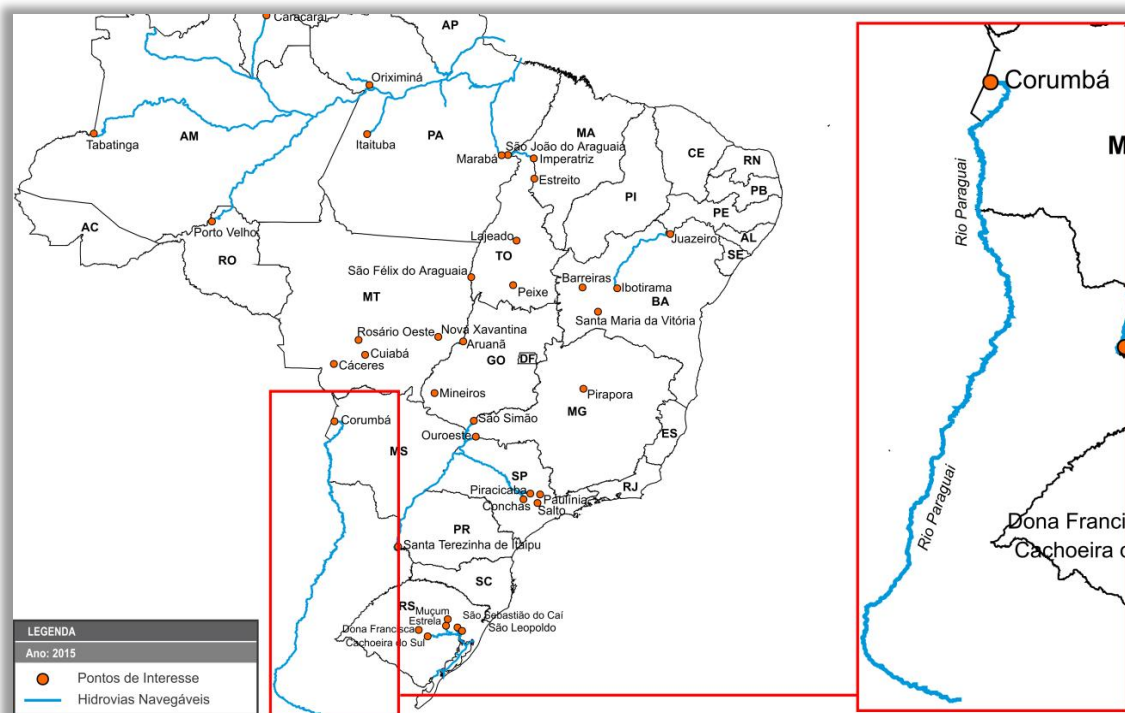 Caracaraí
AP
Oriximiná
AM
PA
Tabatinga
Itaituba
MA
São João do Araguaia
Marabá
Imperatriz
Estreito
CE
RN
PB
PI
PE
AL
SE
AC
Porto Velho
RO
Lajeado
TO
Juazeiro
São Félix do Araguaia
Peixe
Barreiras
Ibotirama
BA
MT
Santa Maria da Vitória
Rosário Oeste
Nova Xavantina
Aruanã
Cuiabá
Cáceres
GO
DF
Mineiros
Pirapora
MG
Corumbá
São Simão
Ouroeste
ES
MS
SP
RJ
Piracicaba
Paulínia
Conchas
Salto
PR
Santa Terezinha de Itaipu
SC
RS
Muçum
Estrela
São Sebastião do Caí
São Leopoldo
Dona Francisca
Cachoeira do Sul
LEGENDA
Ano: 2015
Pontos de Interesse
Hidrovias Navegáveis
Corumbá
M
Rio Paraguai
Rio Paraguai
Dona Franci
Cachoeira